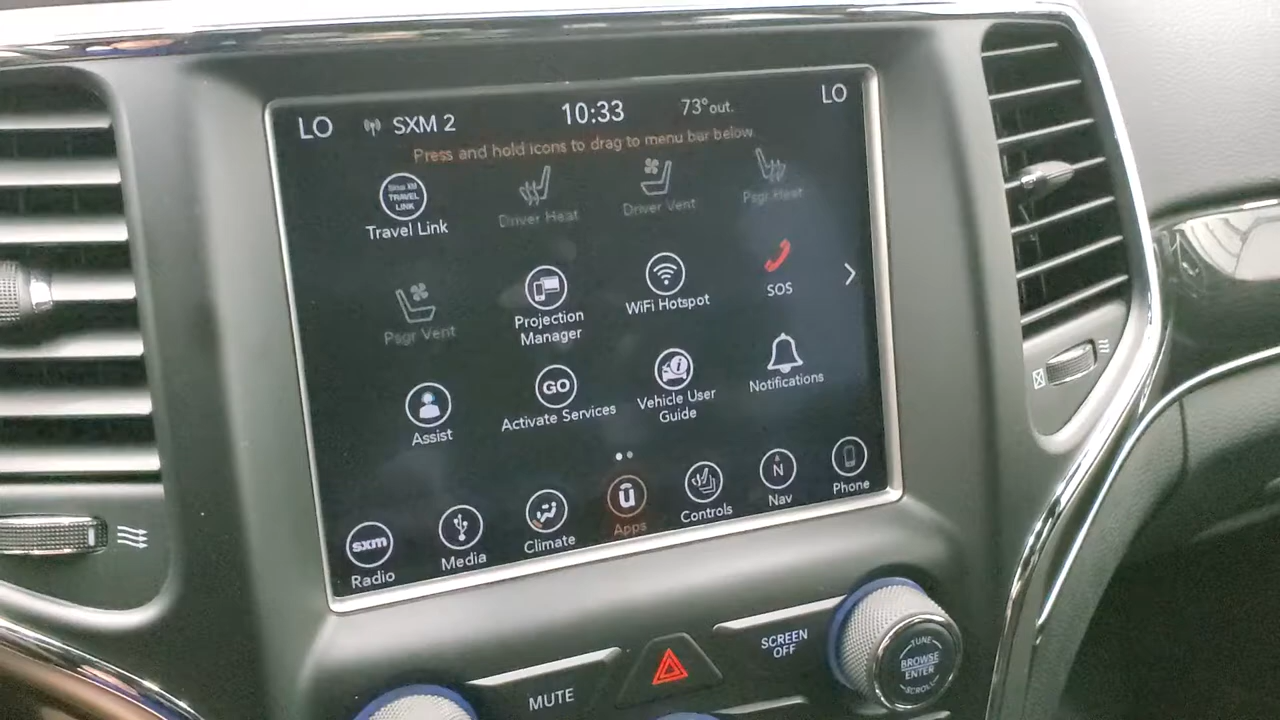 LO SXM 2 10:33 73° out. LO
Press and hold icons to drag to menu bar below.
Sirius XM
TRAVEL
LINK
Travel Link
Driver Heat
Driver Vent
Psgr Heat
Psgr Vent
Projection
Manager
WiFi Hotspot
SOS
Assist
GO
Activate Services
Vehicle User
Guide
Notifications
sxm
Radio
Media
Climate
ū
Apps
Controls
N
Nav
Phone
MUTE
SCREEN
OFF
TUNE
BROWSE
ENTER
SCROLL